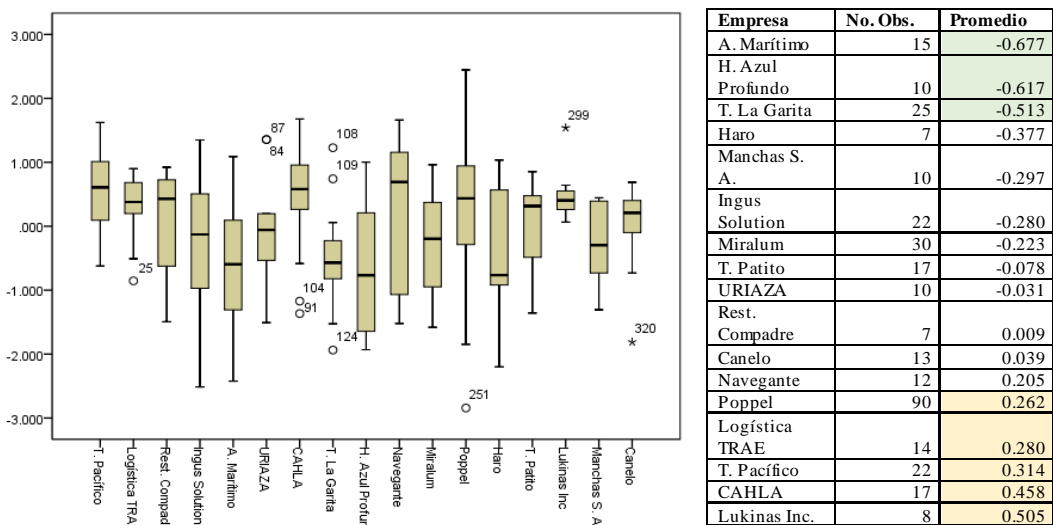 3.000
2.000
1.000
.000
-1.000
-2.000
-3.000
25
87
84
104
91
108
109
124
251
299
320
T. Pacífico
Logística TRA
Rest. Compad
Ingus Solution
A. Marítimo
URIAZA
CAHLA
T. La Garita
H. Azul Profur
Navegante
Miralum
Poppel
Haro
T. Patito
Lukinas Inc
Manchas S. A
Canelo
Empresa No. Obs. Promedio
A. Marítimo 15 -0.677
H. Azul
Profundo 10 -0.617
T. La Garita 25 -0.513
Haro 7 -0.377
Manchas S.
A. 10 -0.297
Ingus
Solution 22 -0.280
Miralum 30 -0.223
T. Patito 17 -0.078
URIAZA 10 -0.031
Rest.
Compadre 7 0.009
Canelo 13 0.039
Navegante 12 0.205
Poppel 90 0.262
Logística
TRAE 14 0.280
T. Pacífico 22 0.314
CAHLA 17 0.458
Lukinas Inc. 8 0.505